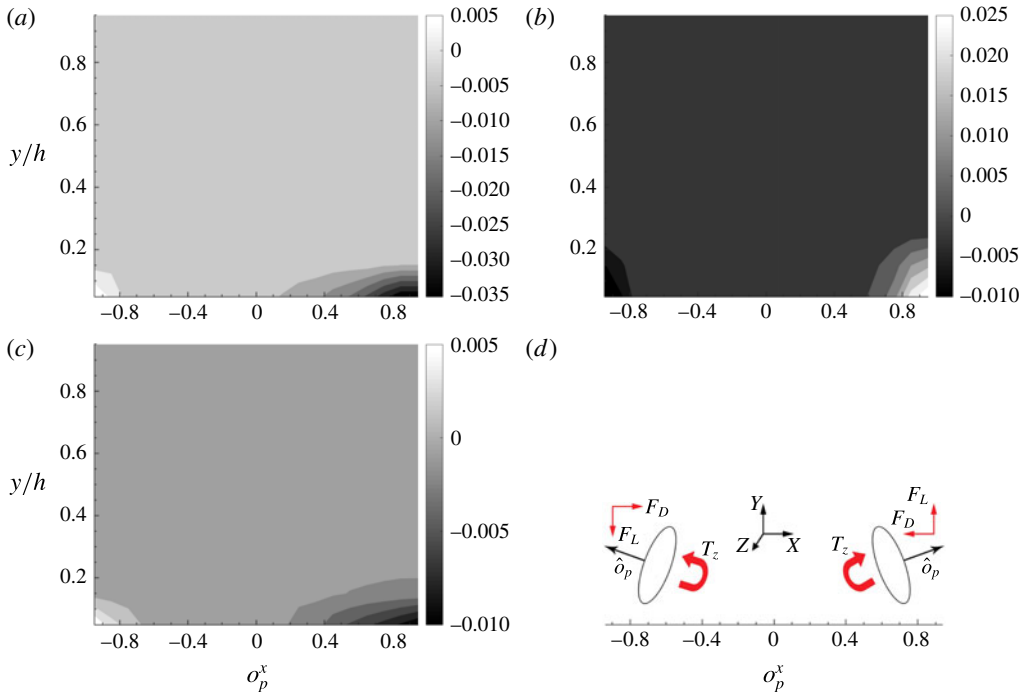 (a)
0.005
0
−0.005
−0.010
−0.015
−0.020
−0.025
−0.030
−0.035
0.8
0.6
0.4
0.2
y/h
−0.8 −0.4 0 0.4 0.8
(b)
0.025
0.020
0.015
0.010
0.005
0
−0.005
−0.010
0.8
0.6
0.4
0.2
−0.8 −0.4 0 0.4 0.8
(c)
0.005
0
−0.005
−0.010
0.8
0.6
0.4
0.2
y/h
−0.8 −0.4 0 0.4 0.8
o_p^x
(d)
F_D
F_L
ô_p
T_z
Y
Z X
F_L
F_D
T_z
ô_p
−0.8 −0.4 0 0.4 0.8
o_p^x